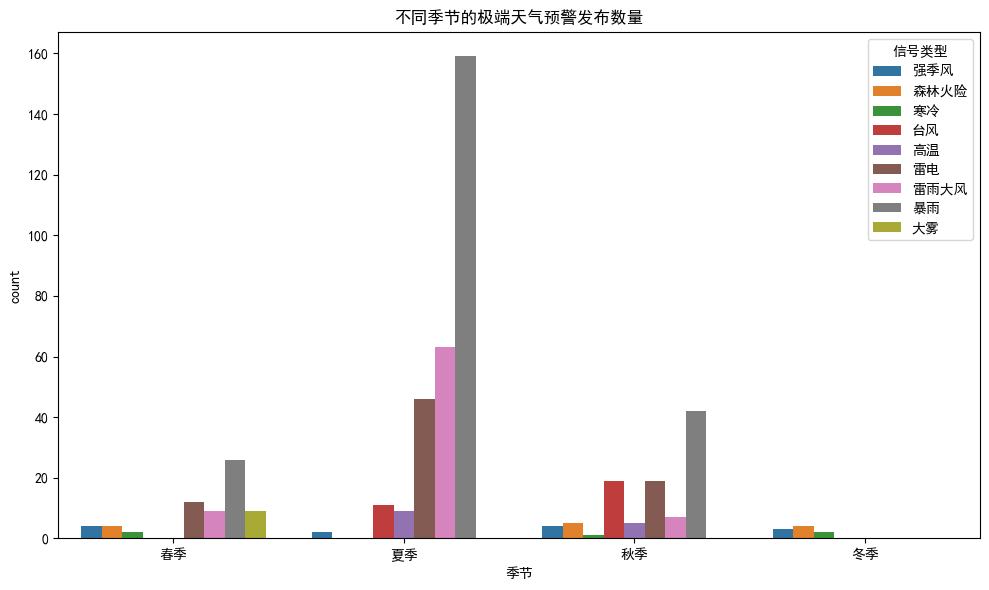 不同季节的极端天气预警发布数量
信号类型
强季风
森林火险
寒冷
台风
高温
雷电
雷雨大风
暴雨
大雾
count
160
140
120
100
80
60
40
20
0
春季
夏季
秋季
冬季
季节